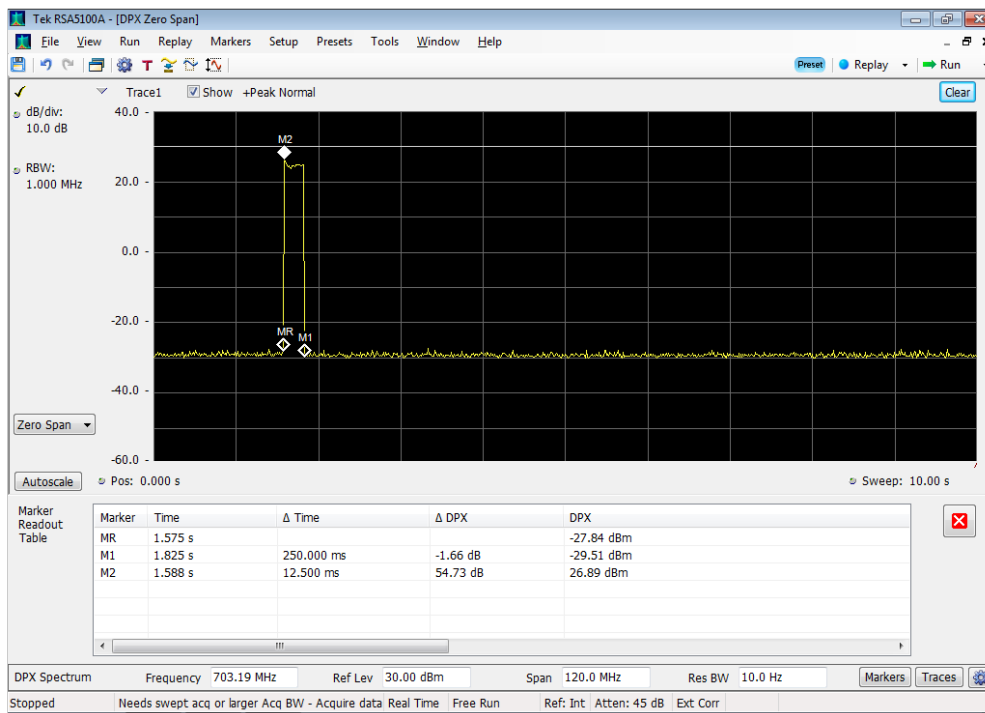 Tek RSA5100A - [DPX Zero Span]
File View Run Replay Markers Setup Presets Tools Window Help
T Preset Replay Run
Trace1 Show +Peak Normal Clear
dB/div:
10.0 dB
RBW:
1.000 MHz
40.0
20.0
0.0
-20.0
-40.0
-60.0
M2
MR
M1
Zero Span
Autoscale Pos: 0.000 s Sweep: 10.00 s
Marker Readout Table
Marker Time Δ Time Δ DPX DPX
MR 1.575 s -27.84 dBm
M1 1.825 s 250.000 ms -1.66 dB -29.51 dBm
M2 1.588 s 12.500 ms 54.73 dB 26.89 dBm
DPX Spectrum Frequency 703.19 MHz Ref Lev 30.00 dBm Span 120.0 MHz Res BW 10.0 Hz Markers Traces
Stopped Needs swept acq or larger Acq BW - Acquire data Real Time Free Run Ref: Int Atten: 45 dB Ext Corr